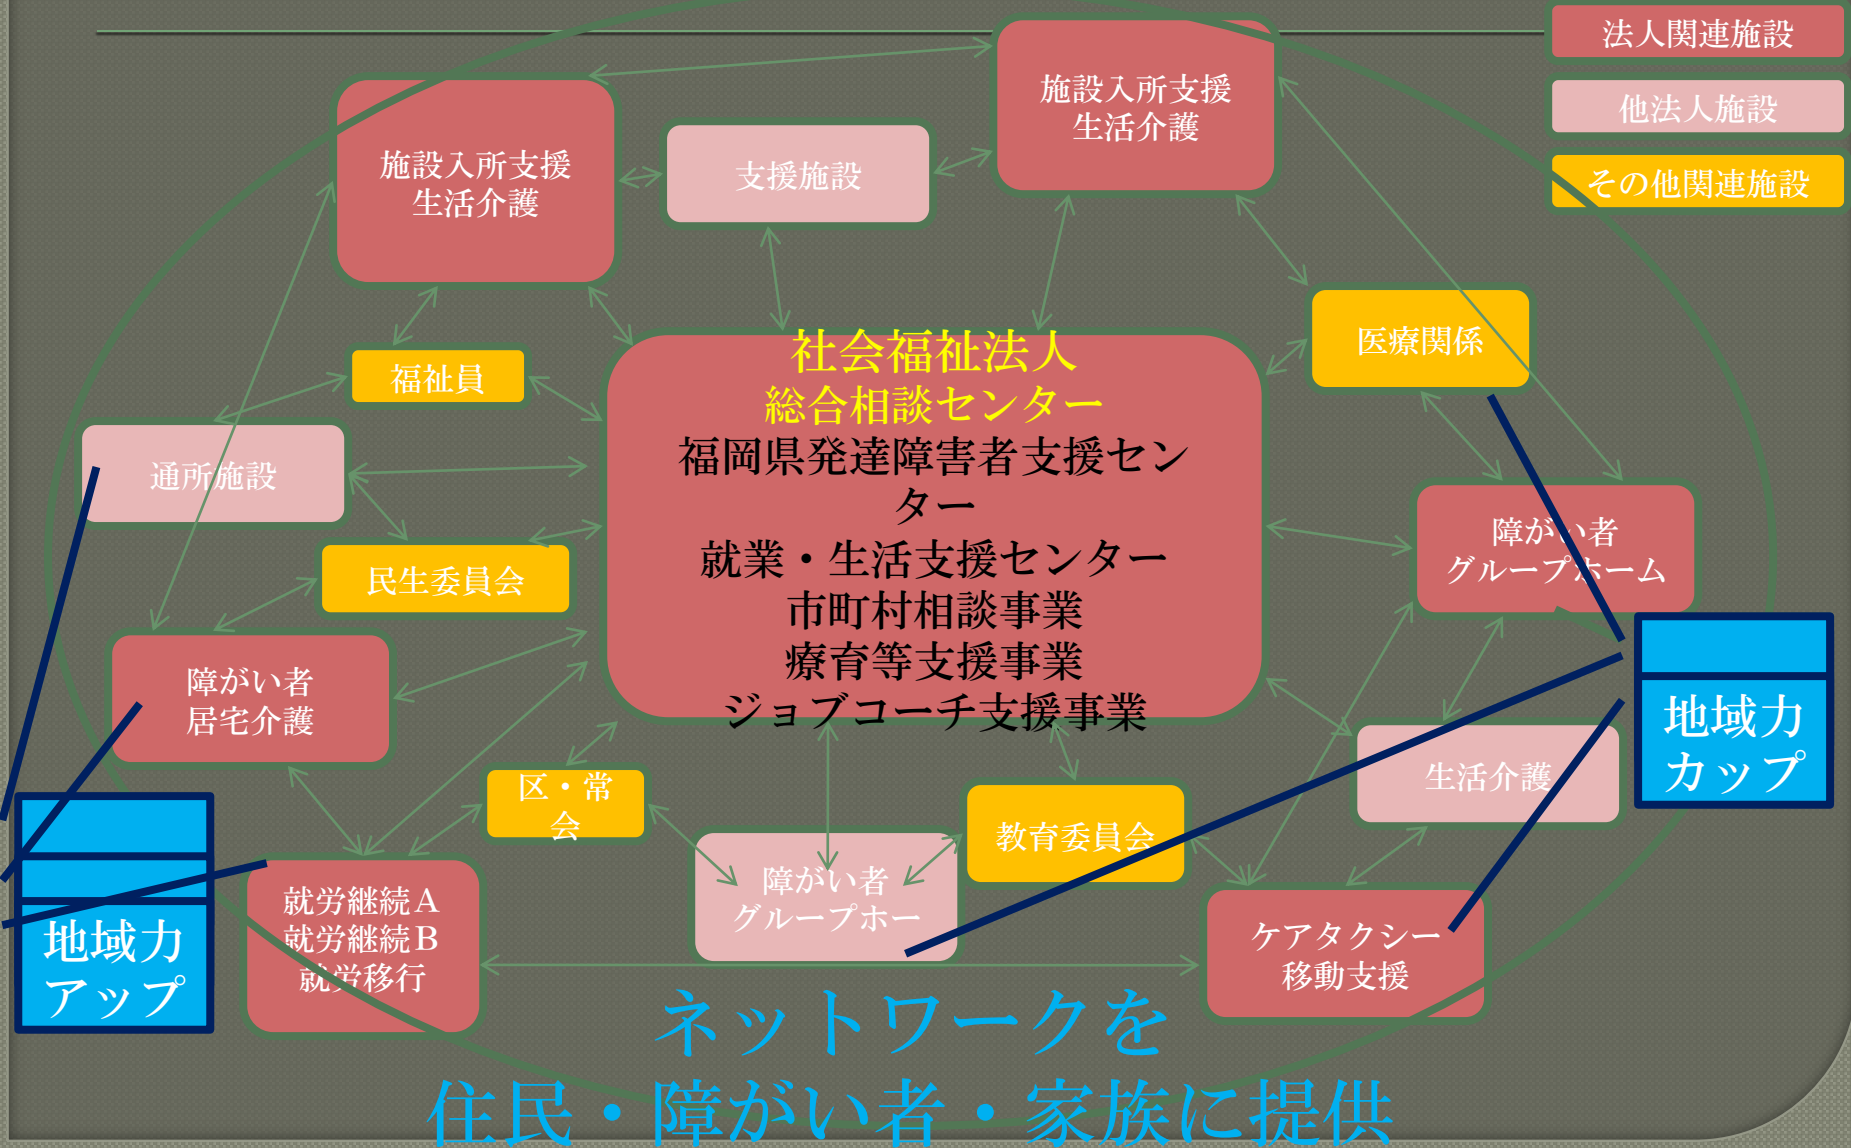 法人関連施設
他法人施設
その他関連施設
施設入所支援
生活介護
施設入所支援
生活介護
支援施設
医療関係
福祉員
社会福祉法人
総合相談センター
福岡県発達障害者支援セン
ター
就業・生活支援センター
市町村相談事業
療育等支援事業
ジョブコーチ支援事業
通所施設
民生委員会
障がい者
グループホーム
障がい者
居宅介護
地域力
カップ
生活介護
区・常
会
教育委員会
障がい者
グループホー
就労継続A
就労継続B
就労移行
ケアタクシー
移動支援
地域力
アップ
ネットワークを
住民・障がい者・家族に提供